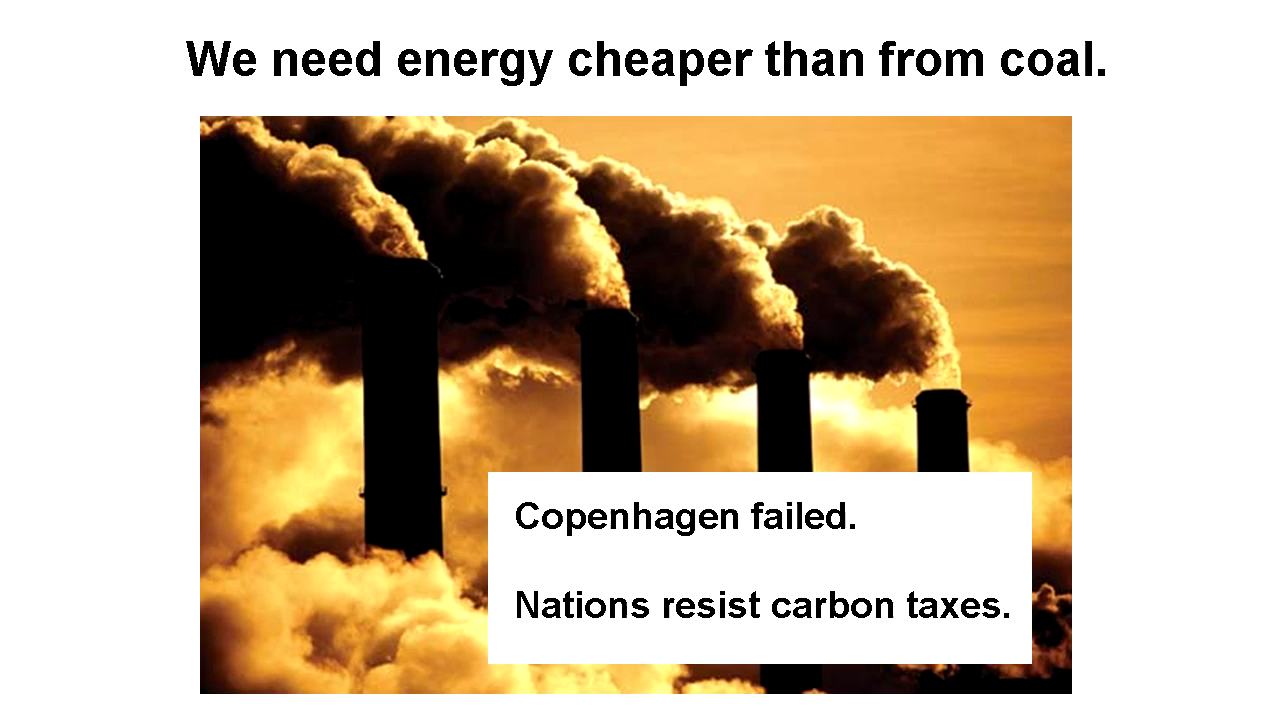 We need energy cheaper than from coal.
Copenhagen failed.
Nations resist carbon taxes.